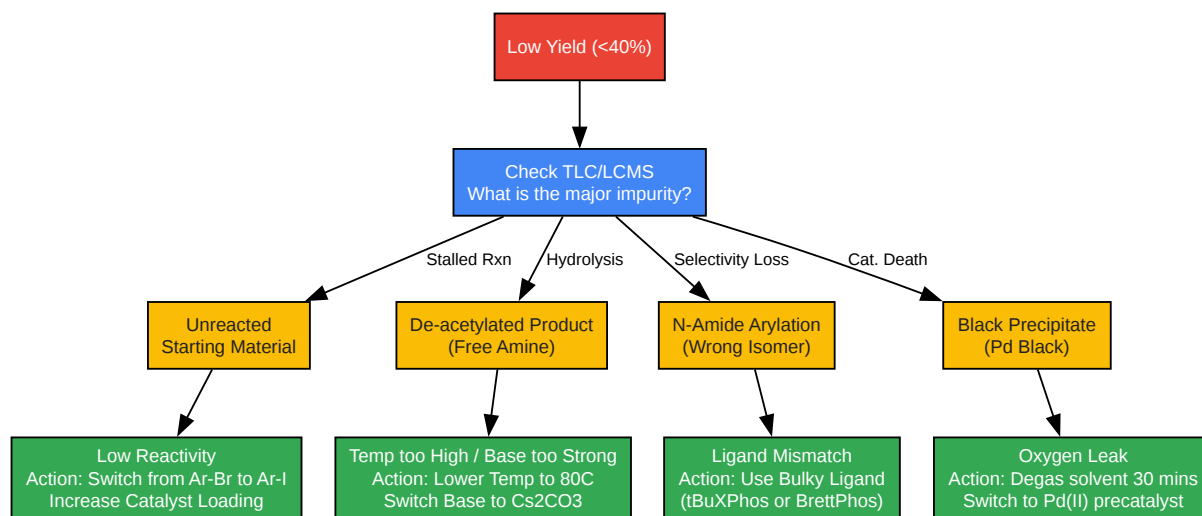 Low Yield (<40%)
Check TLC/LCMS
What is the major impurity?
Stalled Rxn
Hydrolysis
Selectivity Loss
Cat. Death
Unreacted
Starting Material
De-acetylated Product
(Free Amine)
N-Amide Arylation
(Wrong Isomer)
Black Precipitate
(Pd Black)
Low Reactivity
Action: Switch from Ar-Br to Ar-I
Increase Catalyst Loading
Temp too High / Base too Strong
Action: Lower Temp to 80C
Switch Base to Cs2CO3
Ligand Mismatch
Action: Use Bulky Ligand
(tBuXPhos or BrettPhos)
Oxygen Leak
Action: Degas solvent 30 mins
Switch to Pd(II) precatalyst